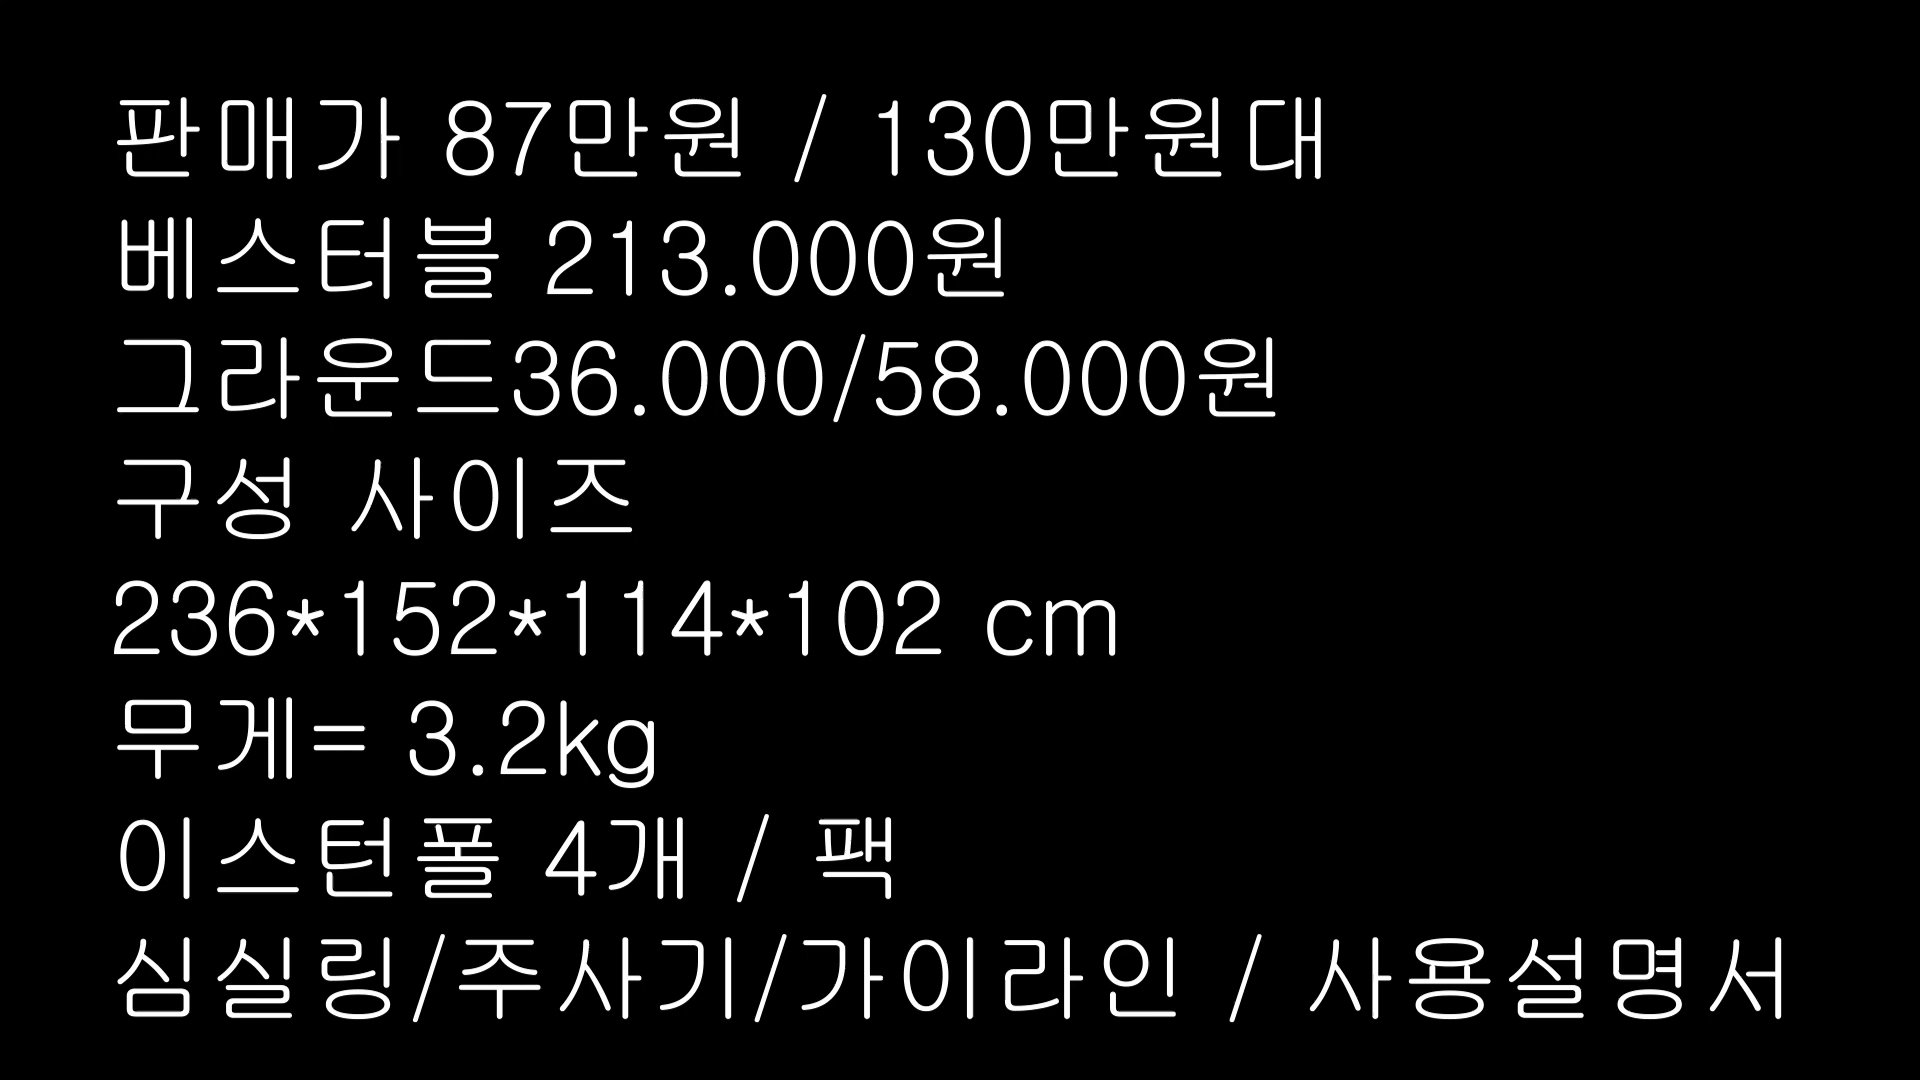 판매가 87만원 / 130만원대
베스터블 213.000원
그라운드36.000/58.000원
구성 사이즈
236*152*114*102 cm
무게= 3.2kg
이스턴폴 4개 / 팩
심실링/주사기/가이라인 / 사용설명서